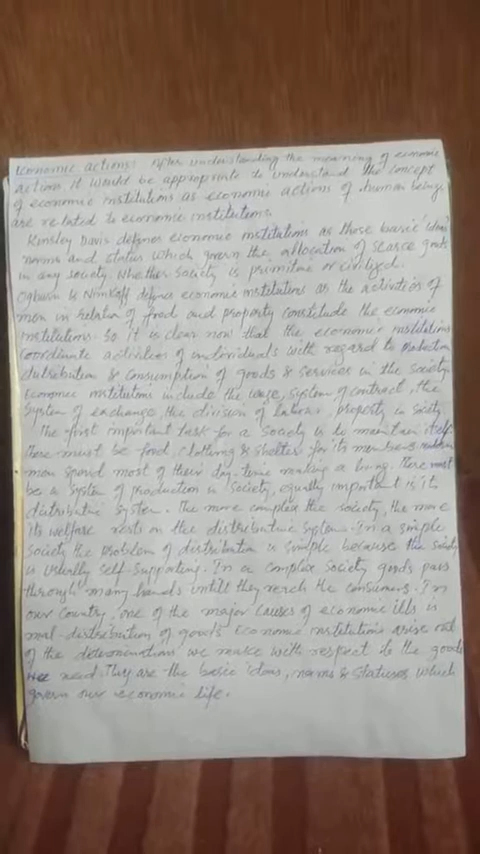 Economic actions: After understanding the meaning of economic
action it would be appropriate to understand the concept
of economic institutions as economic actions of human beings
are related to economic institutions.
Kinsley Davis defines economic institutions as those basic ideas
norms and status which govern the allocation of scarce goods
in any society. Whether society is primitive or civilized.
Ogburn & Nimkoff defines economic institutions as the activities of
man in relation of food and property constitude the economic
institutions. So it is clear now that the economic institutions
coordinate activities of individuals with regard to production
distribution & consumption of goods & services in the society.
Economic institutions include the wage, system of contract, the
system of exchange, the division of labour, property in society
The first important task for a society is to maintain itself
there must be food, clothing & shelter for its members
men spend most of their day time making a living. There must
be a system of production in society, equally important is its
distributive system. The more complex the society, the more
its welfare rests on the distributive system. In a simple
society the problem of distribution is simple because the society
is usually self-supporting. In a complex society goods pass
through many hands untill they reach the consumers. In
our country, one of the major causes of economic ills is
mal-distribution of goods Economic institutions arise out
of the determinations we make with respect to the goods
we need. They are the basic ideas, norms & statuses which
govern our economic life.